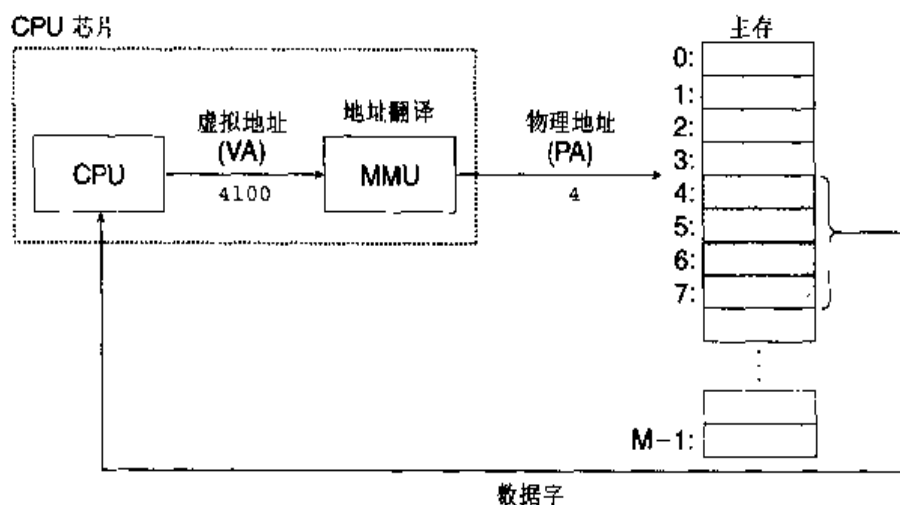 CPU 芯片
主存
CPU
虚拟地址
(VA)
4100
地址翻译
MMU
物理地址
(PA)
4
0:
1:
2:
3:
4:
5:
6:
7:
M-1:
数据字